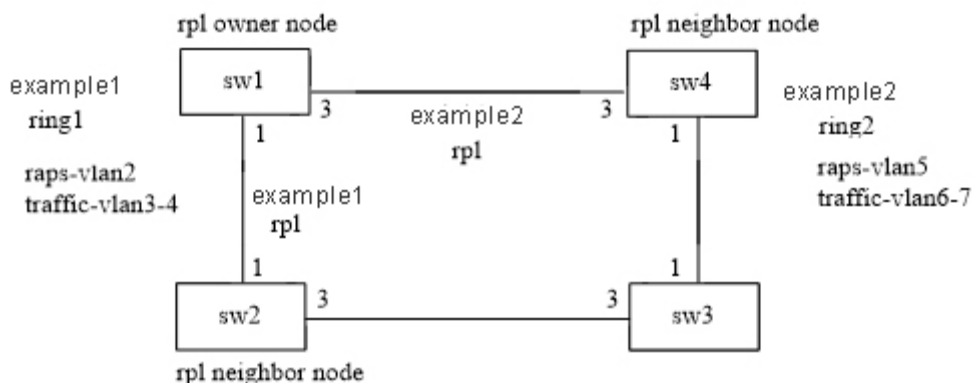 rpl owner node
rpl neighbor node
sw1
sw4
example1
ring1
raps-vlan2
traffic-vlan3-4
3
3
example2
rpl
1
1
example2
ring2
raps-vlan5
traffic-vlan6-7
example1
rpl
1
1
sw2
3
3
sw3
rpl neighbor node